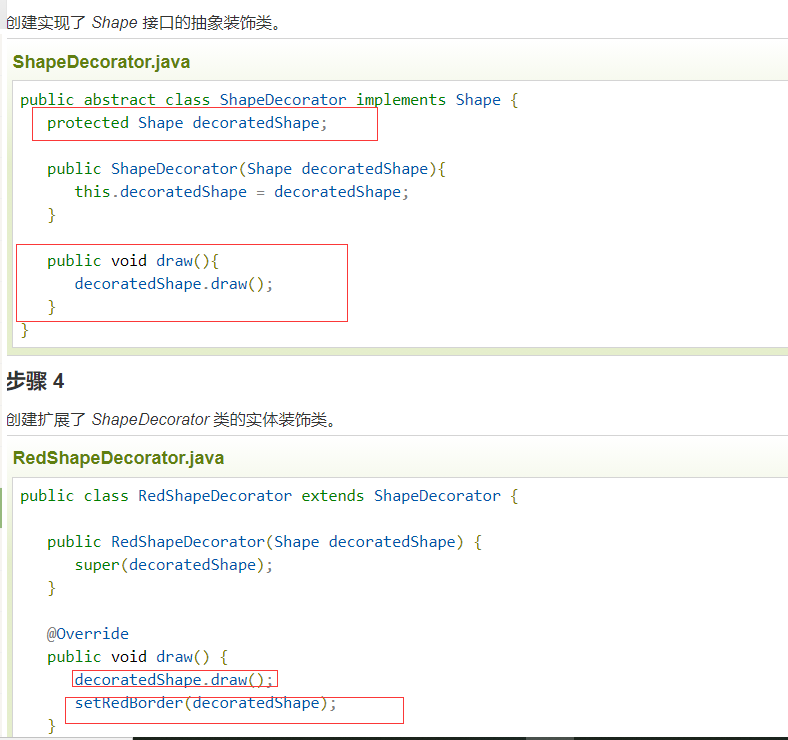 创建实现了 Shape 接口的抽象装饰类。
ShapeDecorator.java
public abstract class ShapeDecorator implements Shape {
protected Shape decoratedShape;
public ShapeDecorator(Shape decoratedShape){
this.decoratedShape = decoratedShape;
}
public void draw(){
decoratedShape.draw();
}
}
步骤 4
创建扩展了 ShapeDecorator 类的实体装饰类。
RedShapeDecorator.java
public class RedShapeDecorator extends ShapeDecorator {
public RedShapeDecorator(Shape decoratedShape) {
super(decoratedShape);
}
@Override
public void draw() {
decoratedShape.draw();
setRedBorder(decoratedShape);
}